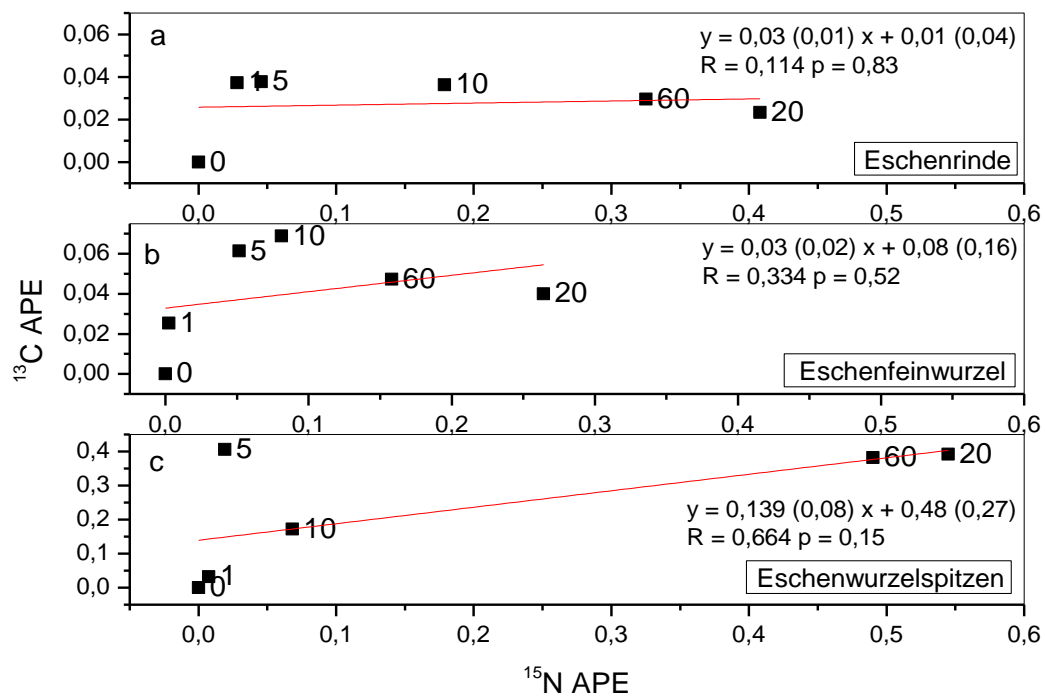 a
y = 0,03 (0,01) x + 0,01 (0,04)
R = 0,114 p = 0,83
0,08
0,06
0,04
0,02
0,00
0
1
5
10
60
20
Eschenrinde
0,0 0,1 0,2 0,3 0,4 0,5 0,6
b
y = 0,03 (0,02) x + 0,08 (0,16)
R = 0,334 p = 0,52
0,06
0,04
0,02
0,00
0
1
5
10
60
20
Eschenfeinwurzel
0,0 0,1 0,2 0,3 0,4 0,5 0,6
¹³C APE
c
y = 0,139 (0,08) x + 0,48 (0,27)
R = 0,664 p = 0,15
0,4
0,3
0,2
0,1
0,0
0
1
5
10
60
20
Eschenwurzelspitzen
0,0 0,1 0,2 0,3 0,4 0,5 0,6
¹⁵N APE